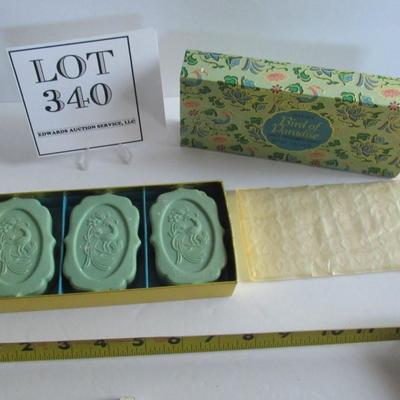 LOT
340
EDWARDS AUCTION SERVICE, LLC
Bird of
Paradise
2 3 4 5 6 7 8 9 10 11